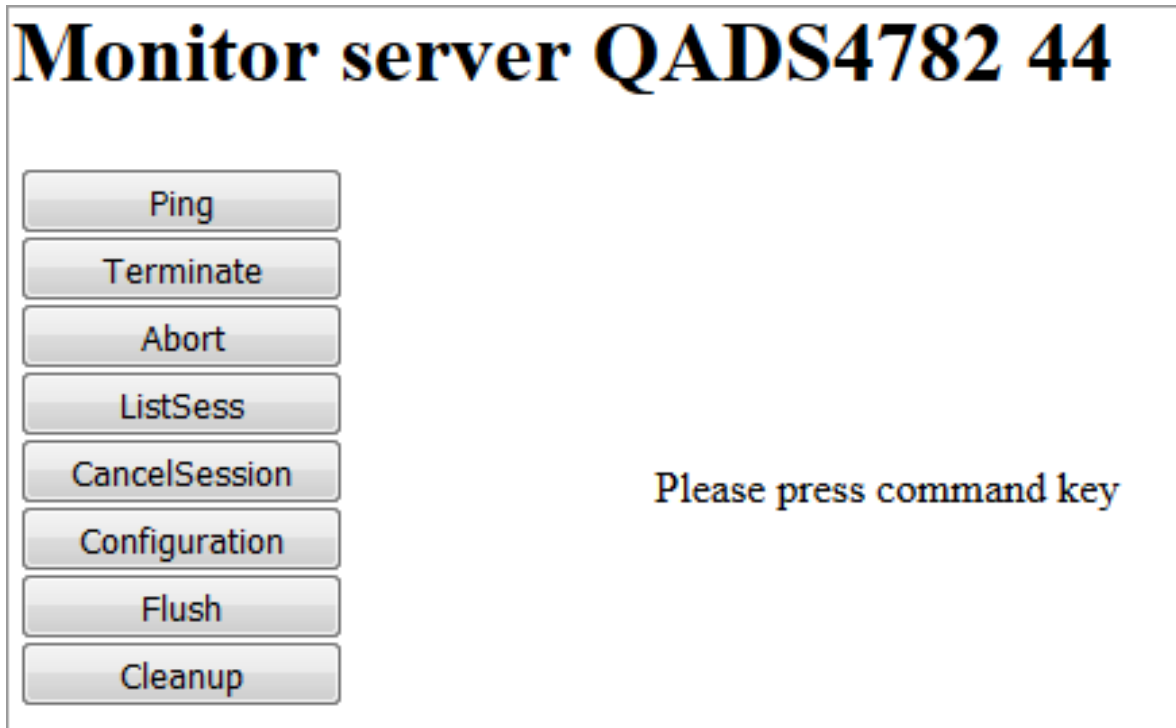 Monitor server QADS4782 44
Ping
Terminate
Abort
ListSess
CancelSession
Please press command key
Configuration
Flush
Cleanup